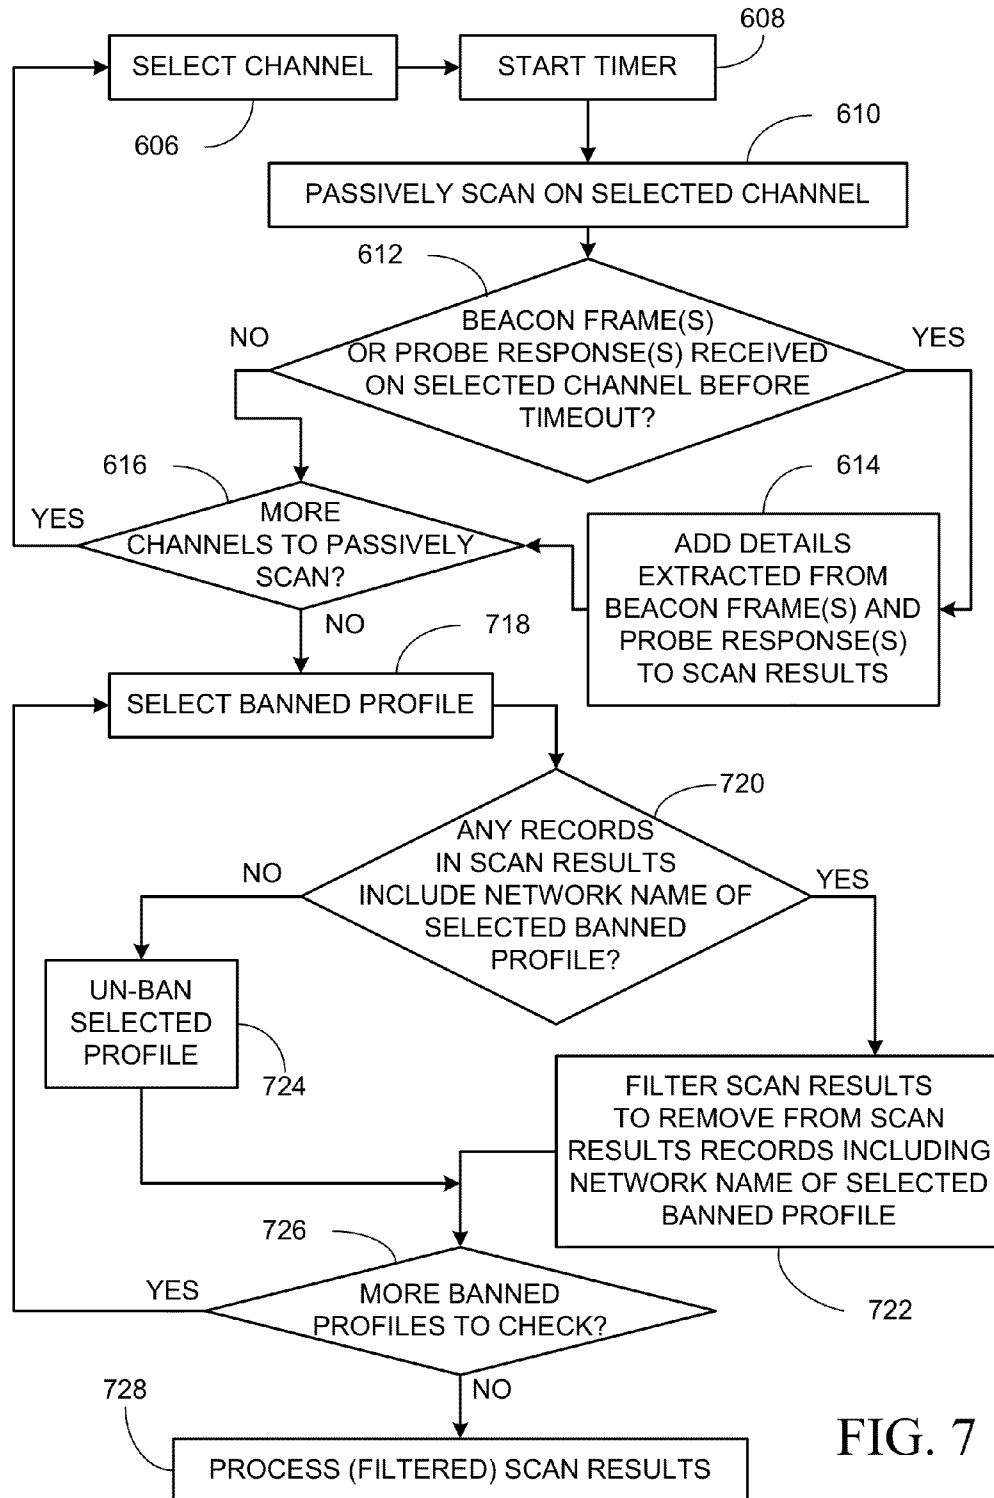 608
SELECT CHANNEL
START TIMER
606
610
PASSIVELY SCAN ON SELECTED CHANNEL
612
NO
BEACON FRAME(S)
OR PROBE RESPONSE(S) RECEIVED
ON SELECTED CHANNEL BEFORE
TIMEOUT?
YES
616
YES
MORE
CHANNELS TO PASSIVELY
SCAN?
NO
614
ADD DETAILS
EXTRACTED FROM
BEACON FRAME(S) AND
PROBE RESPONSE(S)
TO SCAN RESULTS
718
SELECT BANNED PROFILE
720
NO
ANY RECORDS
IN SCAN RESULTS
INCLUDE NETWORK NAME OF
SELECTED BANNED
PROFILE?
YES
UN-BAN
SELECTED
PROFILE
724
FILTER SCAN RESULTS
TO REMOVE FROM SCAN
RESULTS RECORDS INCLUDING
NETWORK NAME OF SELECTED
BANNED PROFILE
722
726
YES
MORE BANNED
PROFILES TO CHECK?
NO
728
PROCESS (FILTERED) SCAN RESULTS
FIG. 7